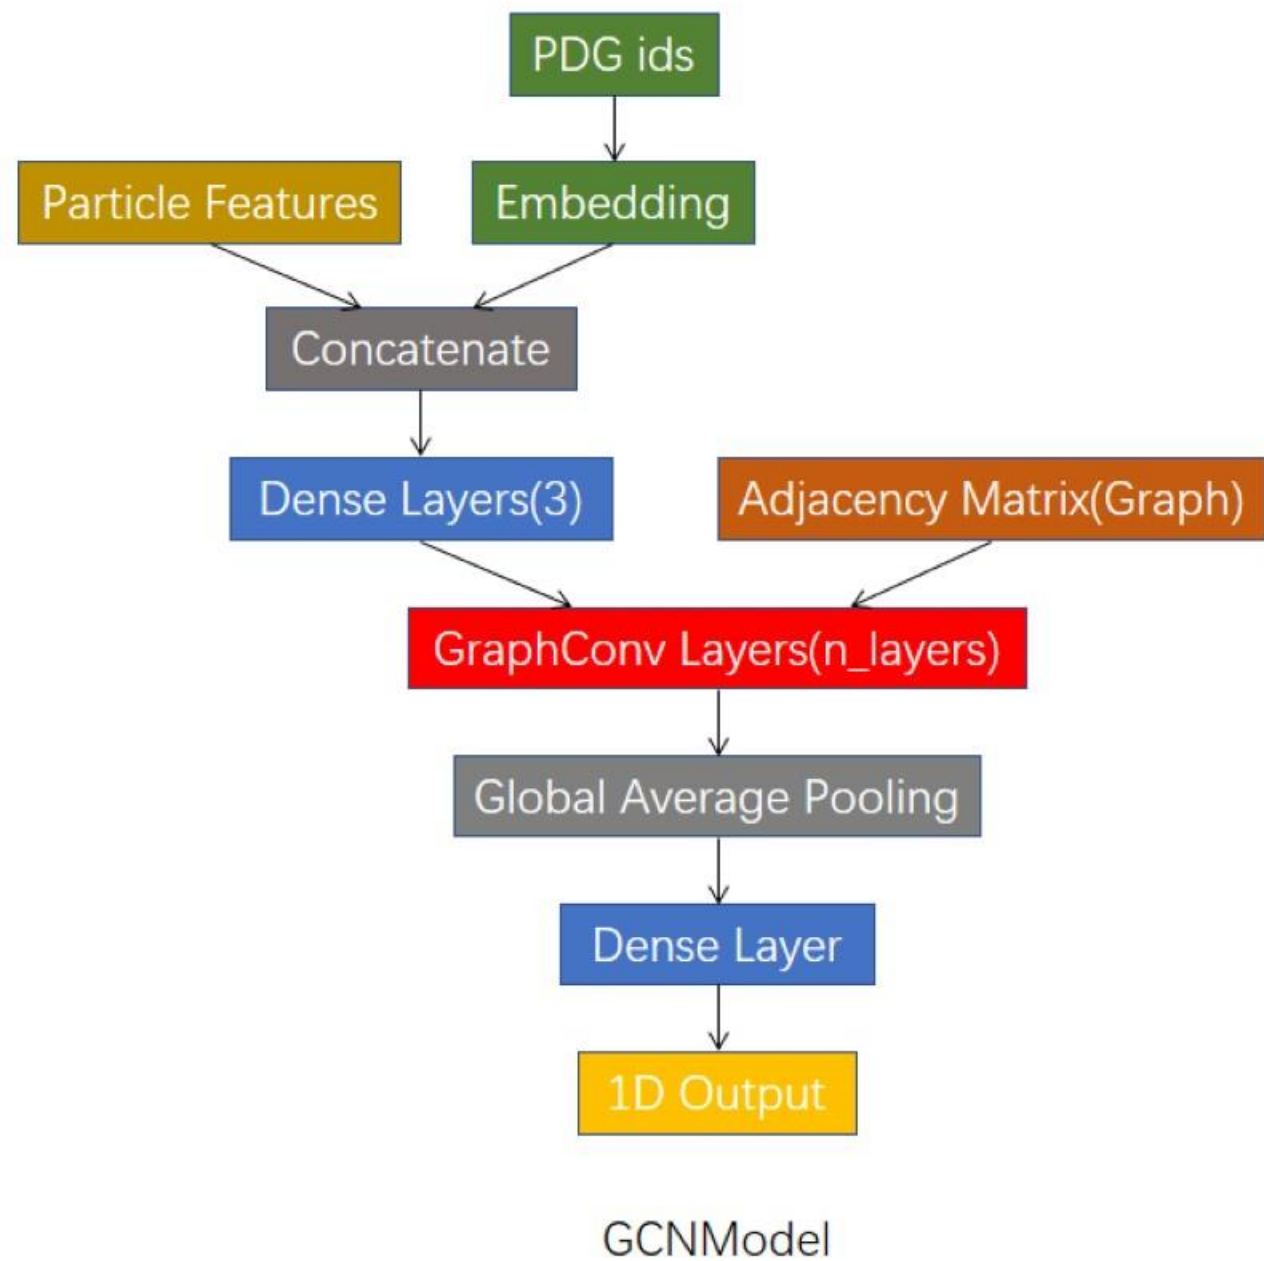 PDG ids
Particle Features
Embedding
Concatenate
Dense Layers(3)
Adjacency Matrix(Graph)
GraphConv Layers(n_layers)
Global Average Pooling
Dense Layer
1D Output
GCNModel